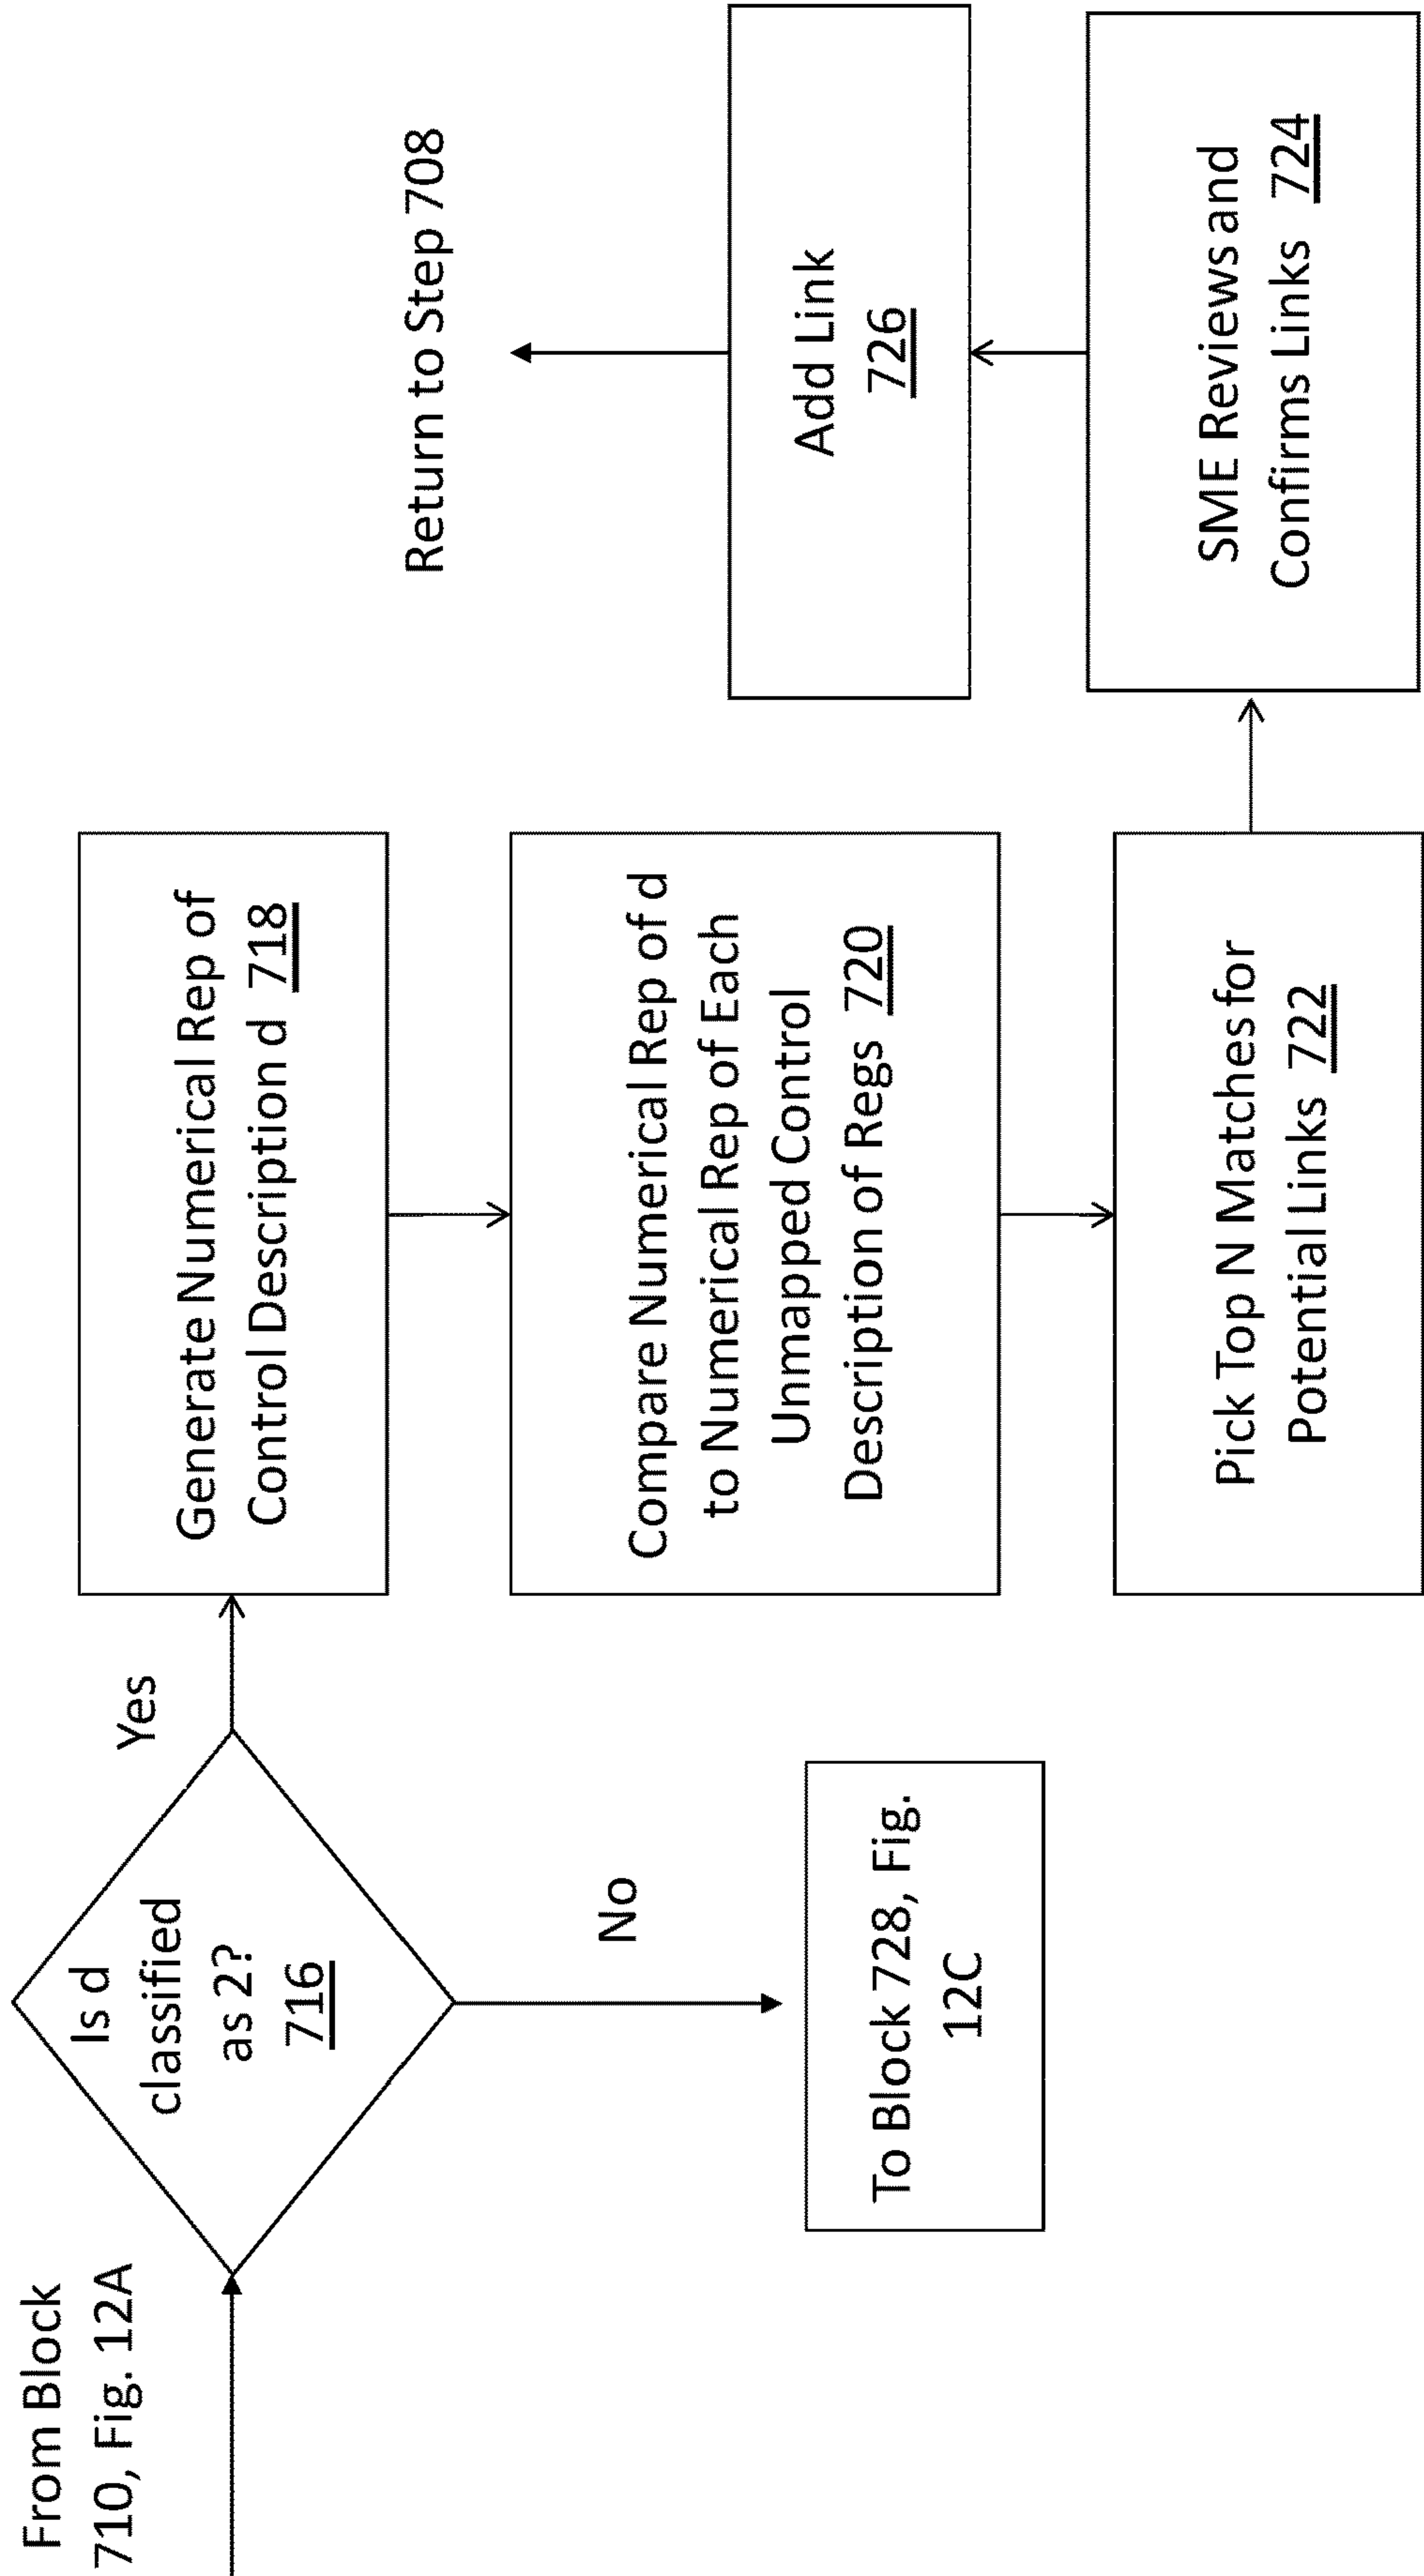 From Block
710, Fig. 12A
Is d
classified
as 2?
716
Yes
No
To Block 728, Fig.
12C
Generate Numerical Rep of
Control Description d 718
Compare Numerical Rep of d
to Numerical Rep of Each
Unmapped Control
Description of Regs 720
Pick Top N Matches for
Potential Links 722
SME Reviews and
Confirms Links 724
Add Link
726
Return to Step 708